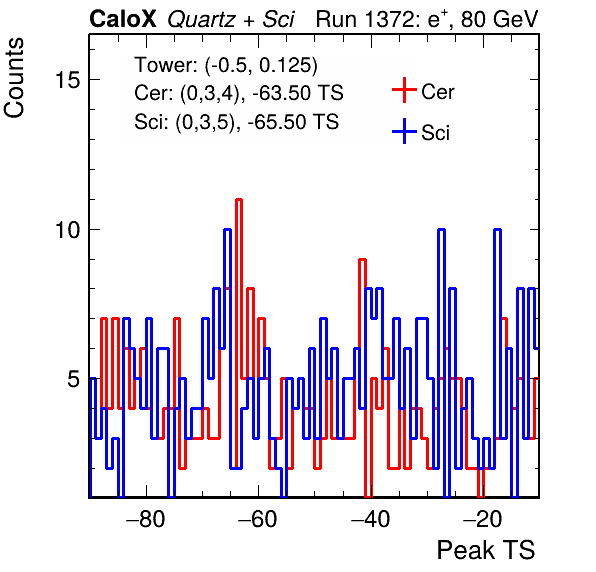 CaloX Quartz + Sci Run 1372: e+, 80 GeV
Counts
Tower: (-0.5, 0.125)
Cer: (0,3,4), -63.50 TS
Sci: (0,3,5), -65.50 TS
Cer
Sci
15
10
5
−80 −60 −40 −20
Peak TS